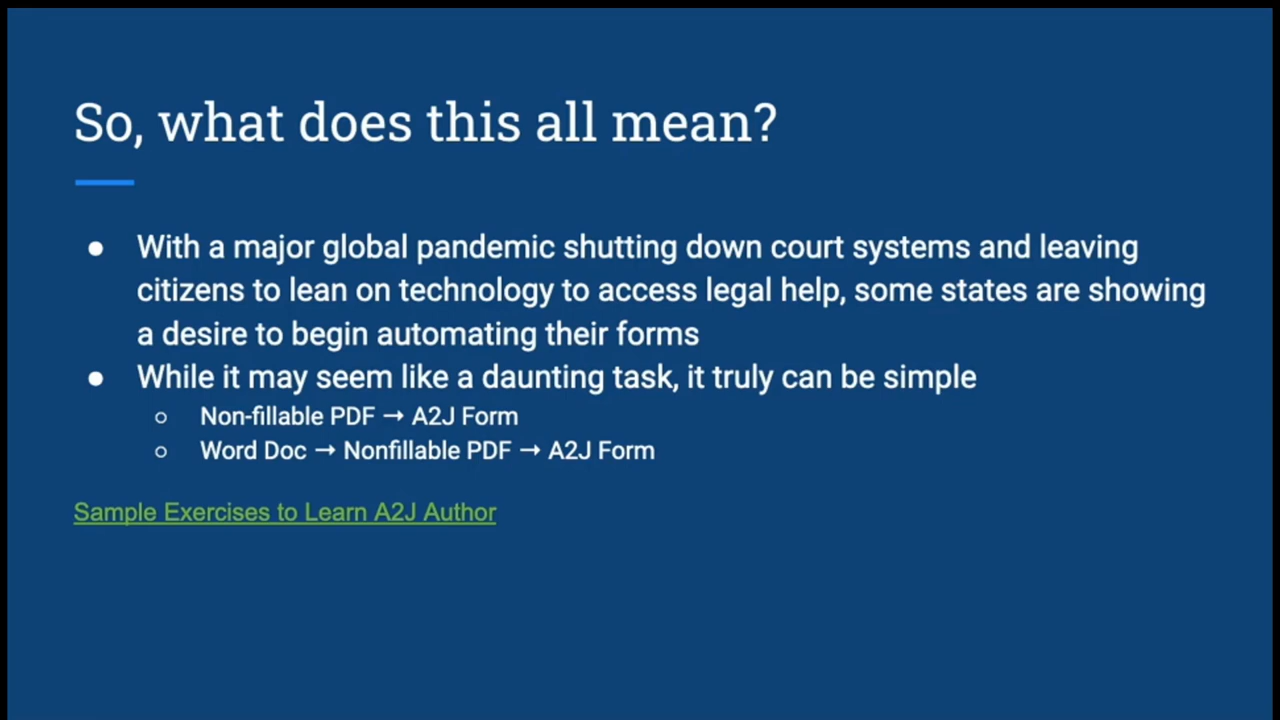 So, what does this all mean?
● With a major global pandemic shutting down court systems and leaving
citizens to lean on technology to access legal help, some states are showing
a desire to begin automating their forms
● While it may seem like a daunting task, it truly can be simple
○ Non-fillable PDF → A2J Form
○ Word Doc → Nonfillable PDF → A2J Form
Sample Exercises to Learn A2J Author